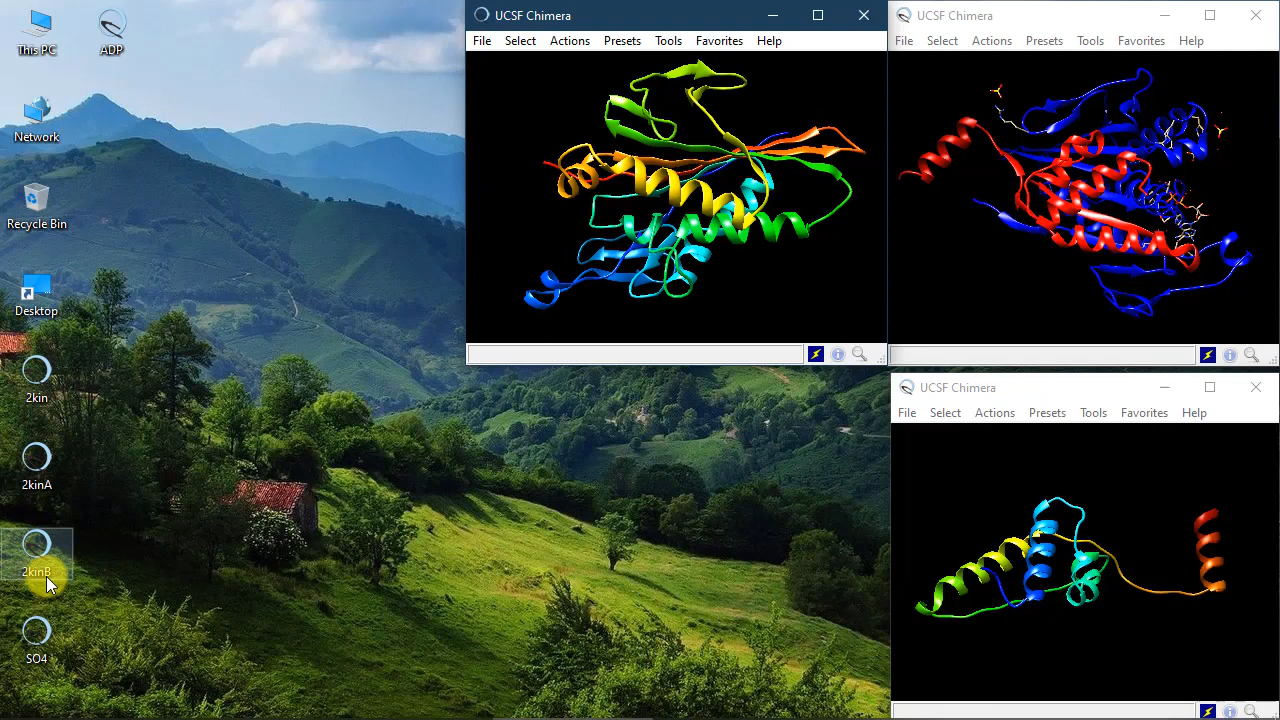 This PC
ADP
Network
Recycle Bin
Desktop
2kin
2kinA
2kinB
SO4
UCSF Chimera
File Select Actions Presets Tools Favorites Help
UCSF Chimera
File Select Actions Presets Tools Favorites Help
UCSF Chimera
File Select Actions Presets Tools Favorites Help